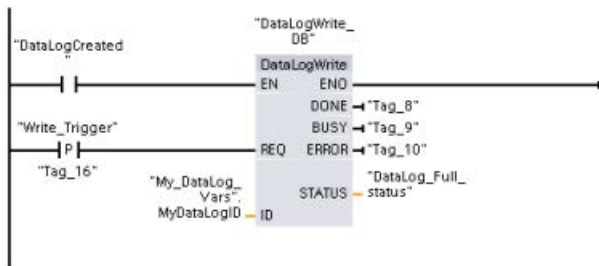 "DataLogWrite_
DB"
"DataLogCreated
"
DataLogWrite
EN ENO
DONE "Tag_8"
BUSY "Tag_9"
"Write_Trigger"
P
REQ ERROR "Tag_10"
"Tag_16"
"My_DataLog_
Vars".
MyDataLogID
STATUS
"DataLog_Full_
status"
ID